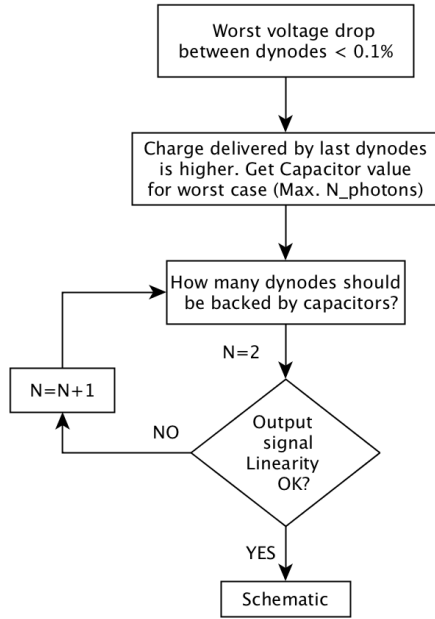 Worst voltage drop
between dynodes < 0.1%
Charge delivered by last dynodes
is higher. Get Capacitor value
for worst case (Max. N_photons)
How many dynodes should
be backed by capacitors?
N=2
N=N+1
NO
Output
signal
Linearity
OK?
YES
Schematic